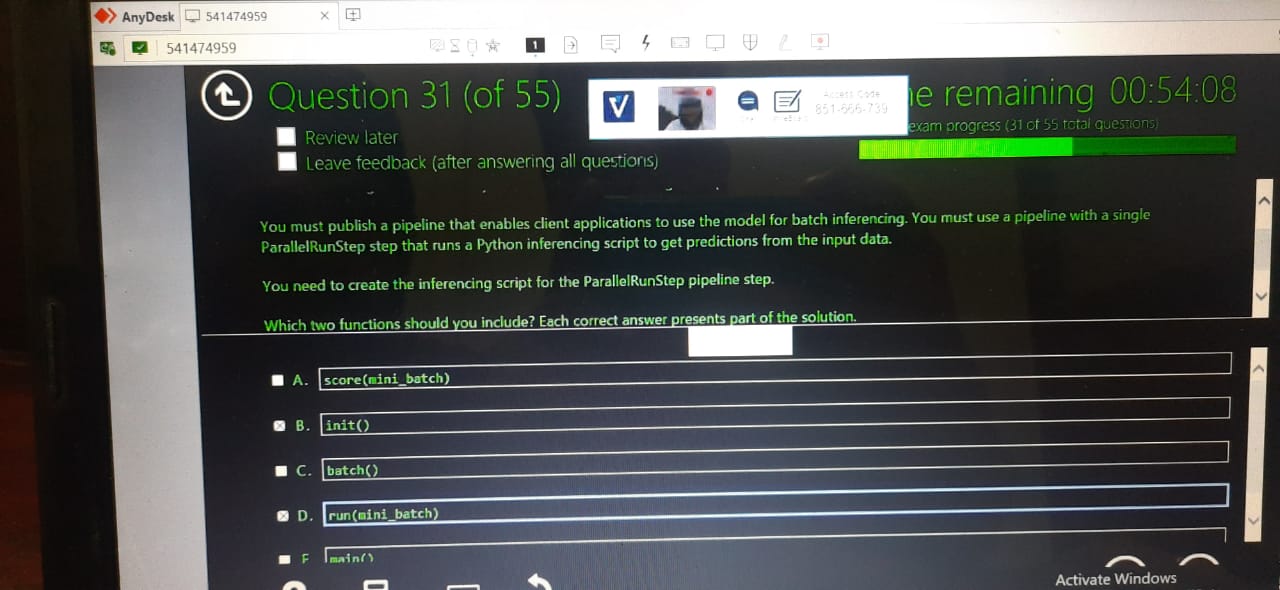 AnyDesk
541474959
541474959
1
Question 31 (of 55)
Access Code
851-666-739
e remaining 00:54:08
exam progress (31 of 55 total questions)
Review later
Leave feedback (after answering all questions)
You must publish a pipeline that enables client applications to use the model for batch inferencing. You must use a pipeline with a single
ParallelRunStep step that runs a Python inferencing script to get predictions from the input data.
You need to create the inferencing script for the ParallelRunStep pipeline step.
Which two functions should you include? Each correct answer presents part of the solution.
A. score(mini_batch)
B. init()
C. batch()
D. run(mini_batch)
main()
Activate Windows